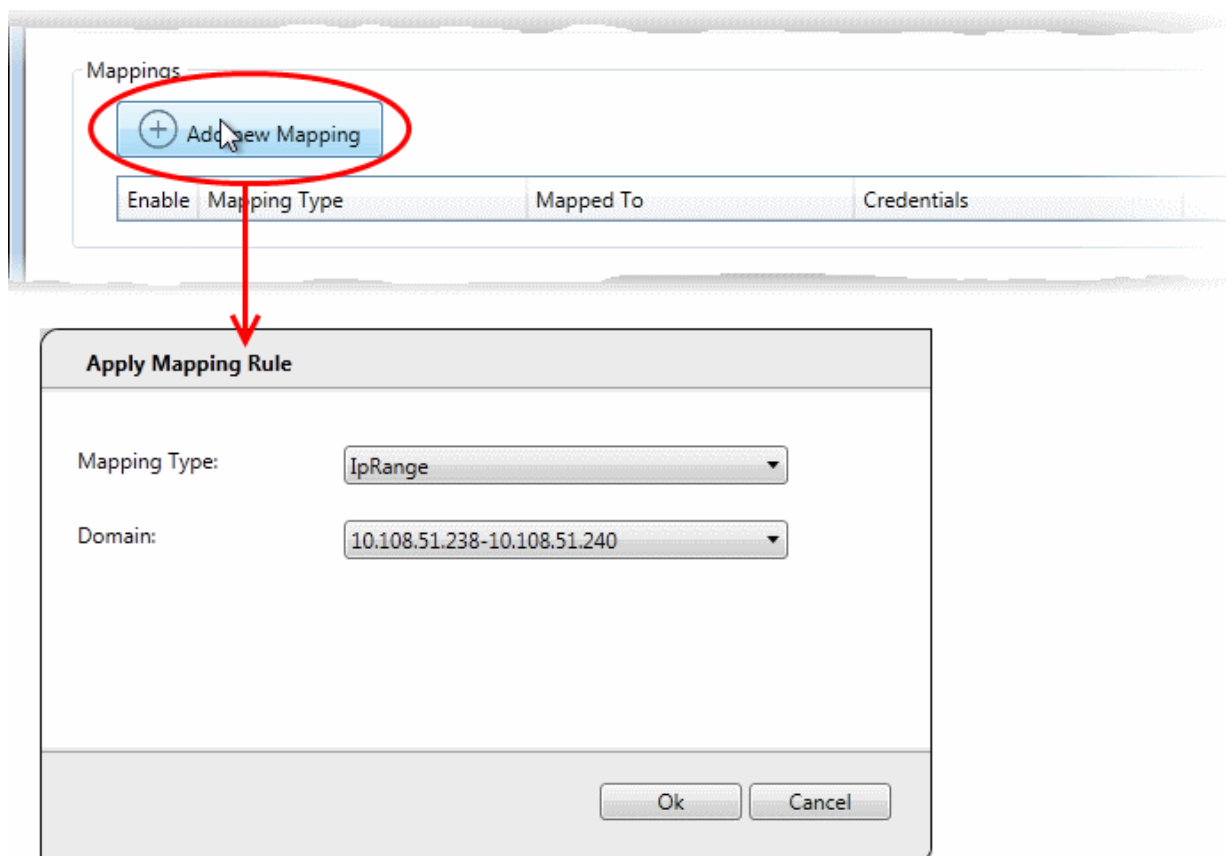 Mappings
Add new Mapping
Enable Mapping Type Mapped To Credentials
Apply Mapping Rule
Mapping Type: IpRange
Domain: 10.108.51.238-10.108.51.240
Ok Cancel